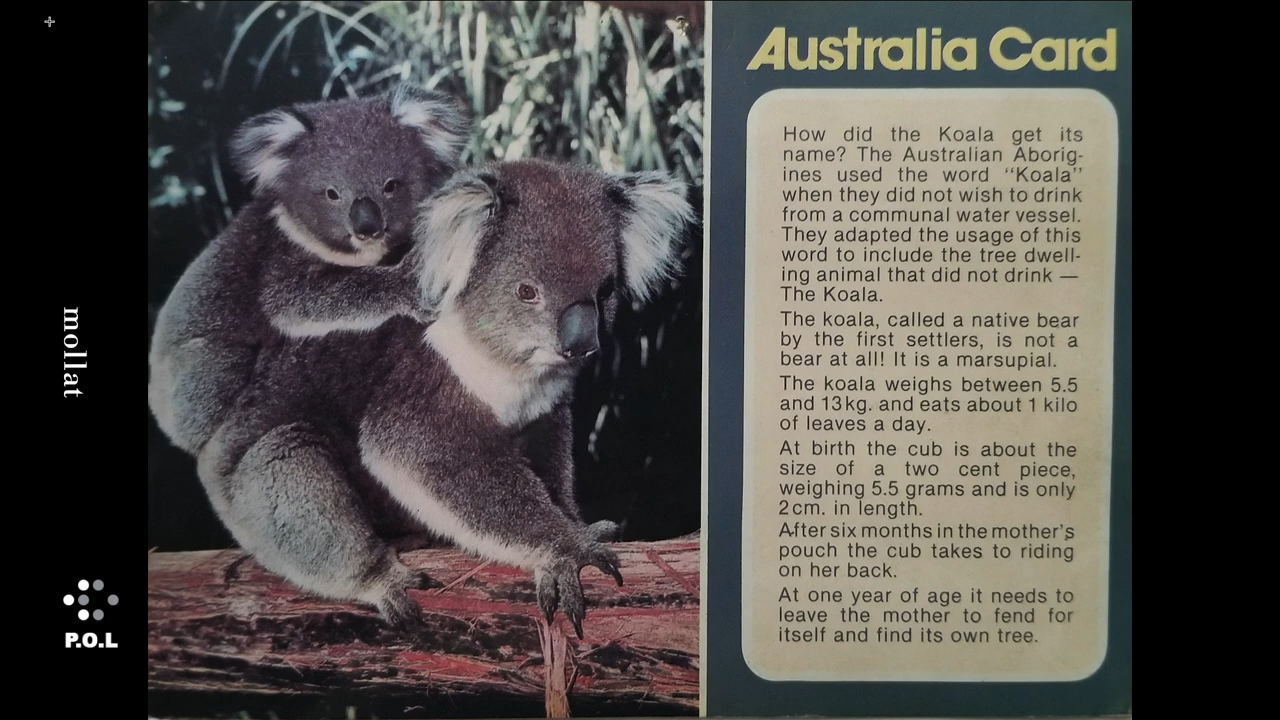 Australia Card
How did the Koala get its
name? The Australian Aborig-
ines used the word "Koala"
when they did not wish to drink
from a communal water vessel.
They adapted the usage of this
word to include the tree dwell-
ing animal that did not drink —
The Koala.
The koala, called a native bear
by the first settlers, is not a
bear at all! It is a marsupial.
The koala weighs between 5.5
and 13kg. and eats about 1 kilo
of leaves a day.
At birth the cub is about the
size of a two cent piece,
weighing 5.5 grams and is only
2cm. in length.
After six months in the mother's
pouch the cub takes to riding
on her back.
At one year of age it needs to
leave the mother to fend for
itself and find its own tree.
mollat
P.O.L